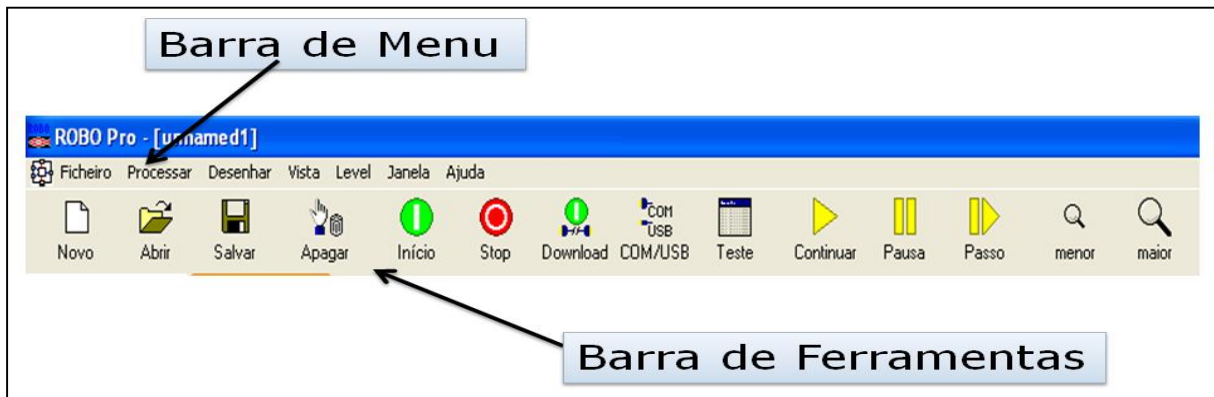 Barra de Menu
ROBO Pro - [unnamed1]
Ficheiro Processar Desenhar Vista Level Janela Ajuda
COM
USB
Novo Abrir Salvar Apagar Início Stop Download COM/USB Teste Continuar Pausa Passo menor maior
Barra de Ferramentas